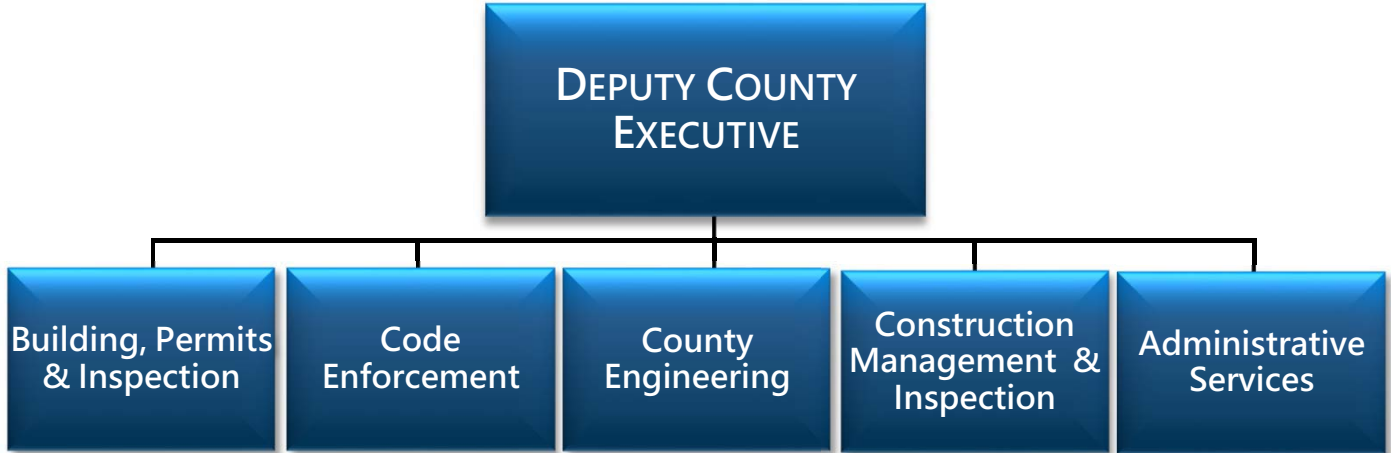 DEPUTY COUNTY
EXECUTIVE
Building, Permits
& Inspection
Code
Enforcement
County
Engineering
Construction
Management &
Inspection
Administrative
Services